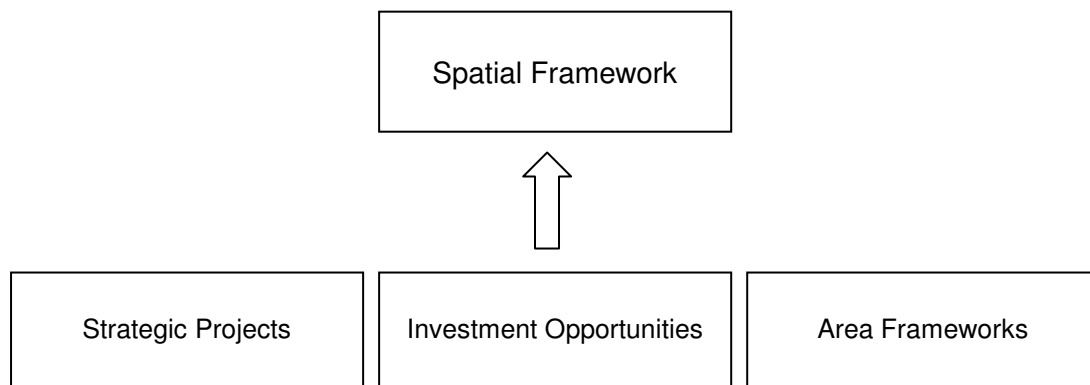 Spatial Framework
Strategic Projects
Investment Opportunities
Area Frameworks